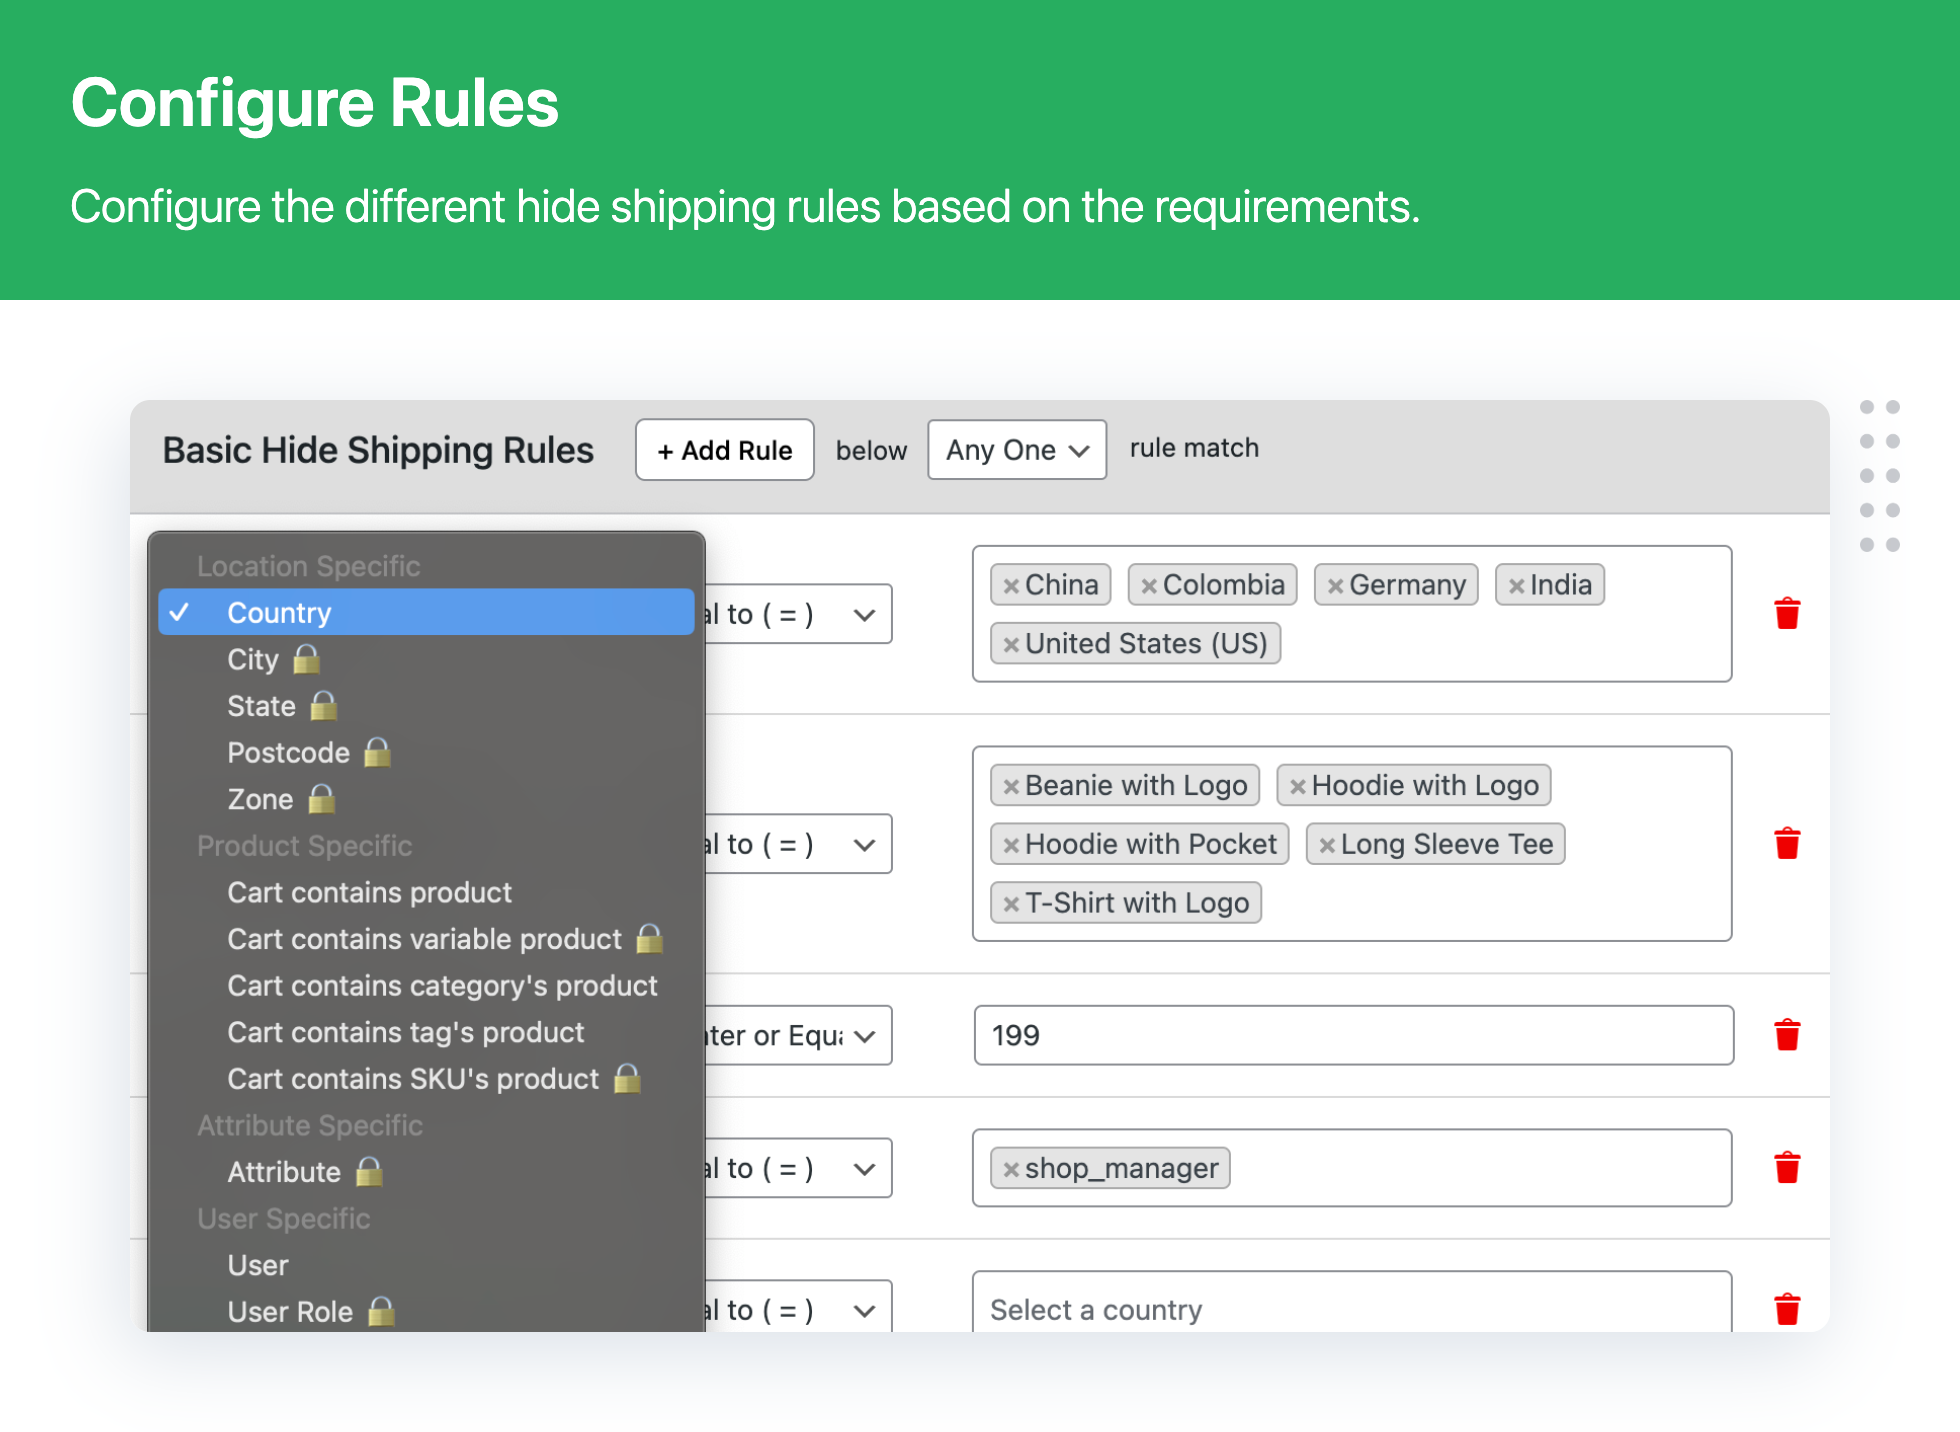 Configure Rules
Configure the different hide shipping rules based on the requirements.
Basic Hide Shipping Rules + Add Rule below Any One rule match
Location Specific
Country
City
State
Postcode
Zone
Product Specific
Cart contains product
Cart contains variable product
Cart contains category's product
Cart contains tag's product
Cart contains SKU's product
Attribute Specific
Attribute
User Specific
User
User Role
al to ( = )
×China ×Colombia ×Germany ×India
×United States (US)
al to ( = )
×Beanie with Logo ×Hoodie with Logo
×Hoodie with Pocket ×Long Sleeve Tee
×T-Shirt with Logo
ter or Equ
199
al to ( = )
×shop_manager
al to ( = )
Select a country